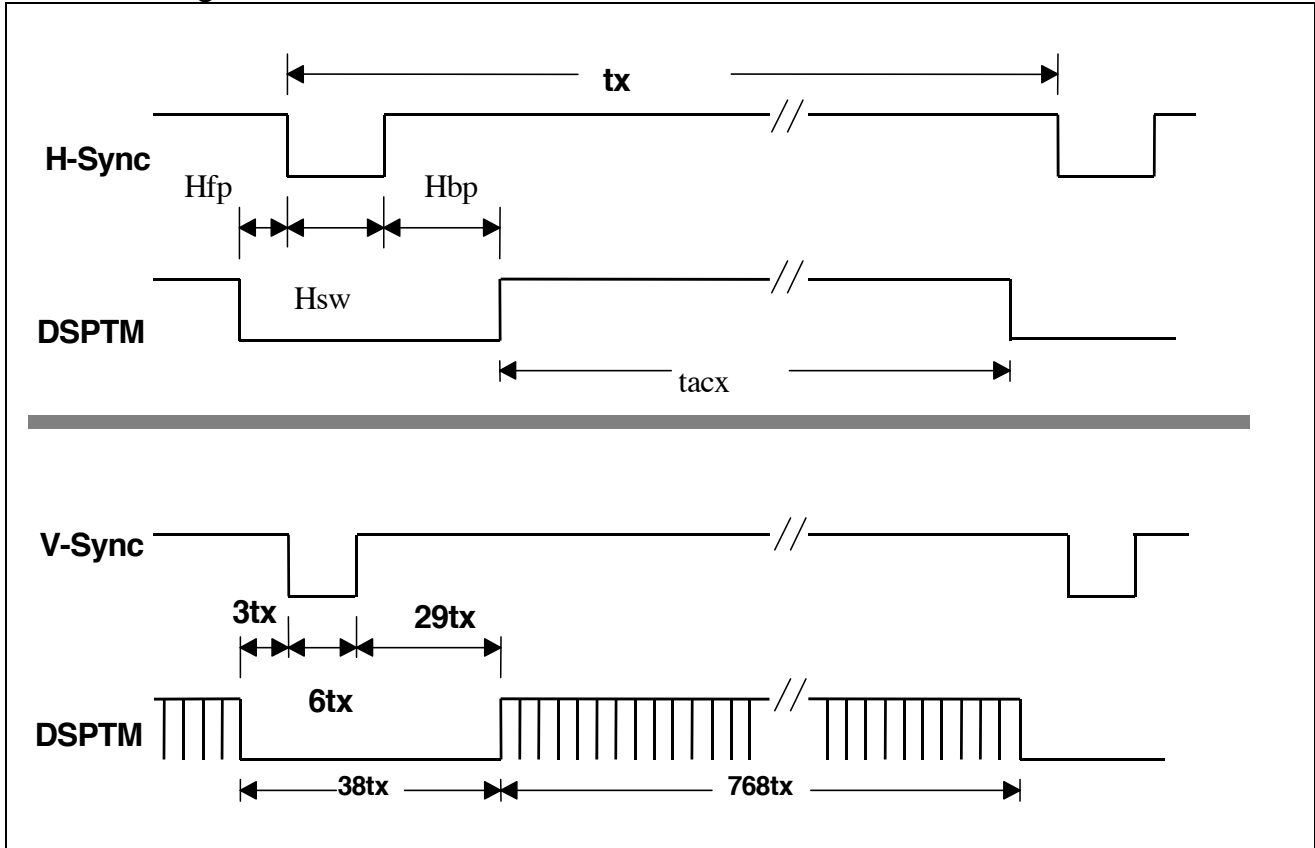 tx
H-Sync
Hfp
Hbp
Hsw
DSPTM
tacx
V-Sync
3tx
29tx
6tx
DSPTM
38tx
768tx